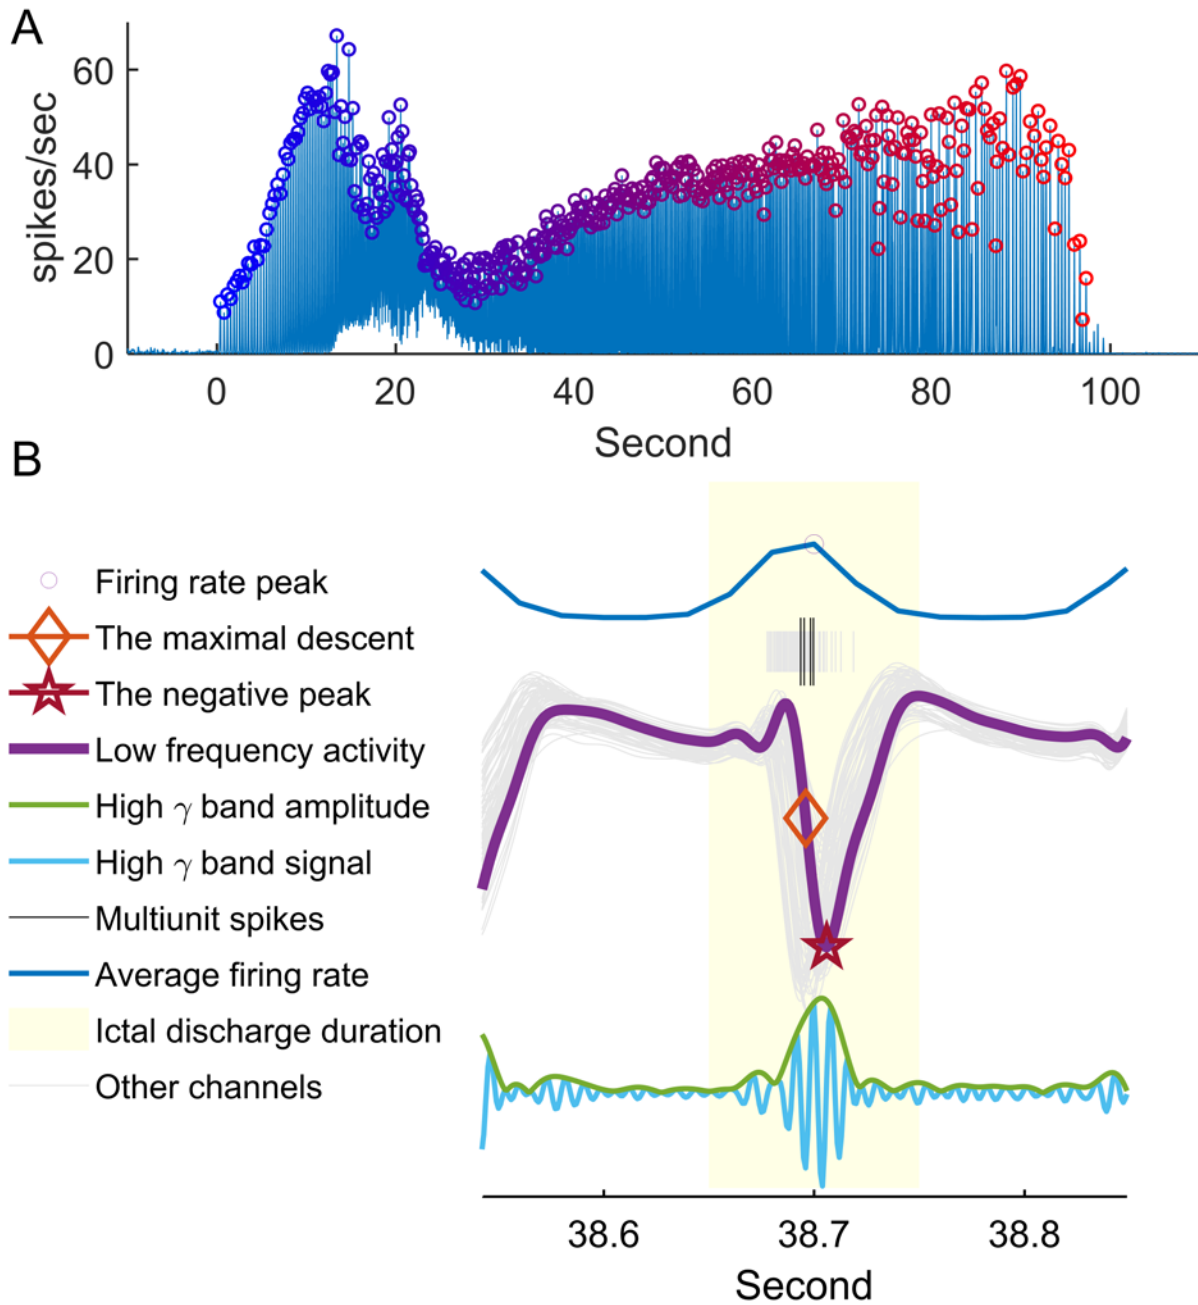 A
spikes/sec
60
40
20
0
0 20 40 60 80 100
Second
B
Firing rate peak
The maximal descent
The negative peak
Low frequency activity
High γ band amplitude
High γ band signal
Multiunit spikes
Average firing rate
Ictal discharge duration
Other channels
38.6 38.7 38.8
Second